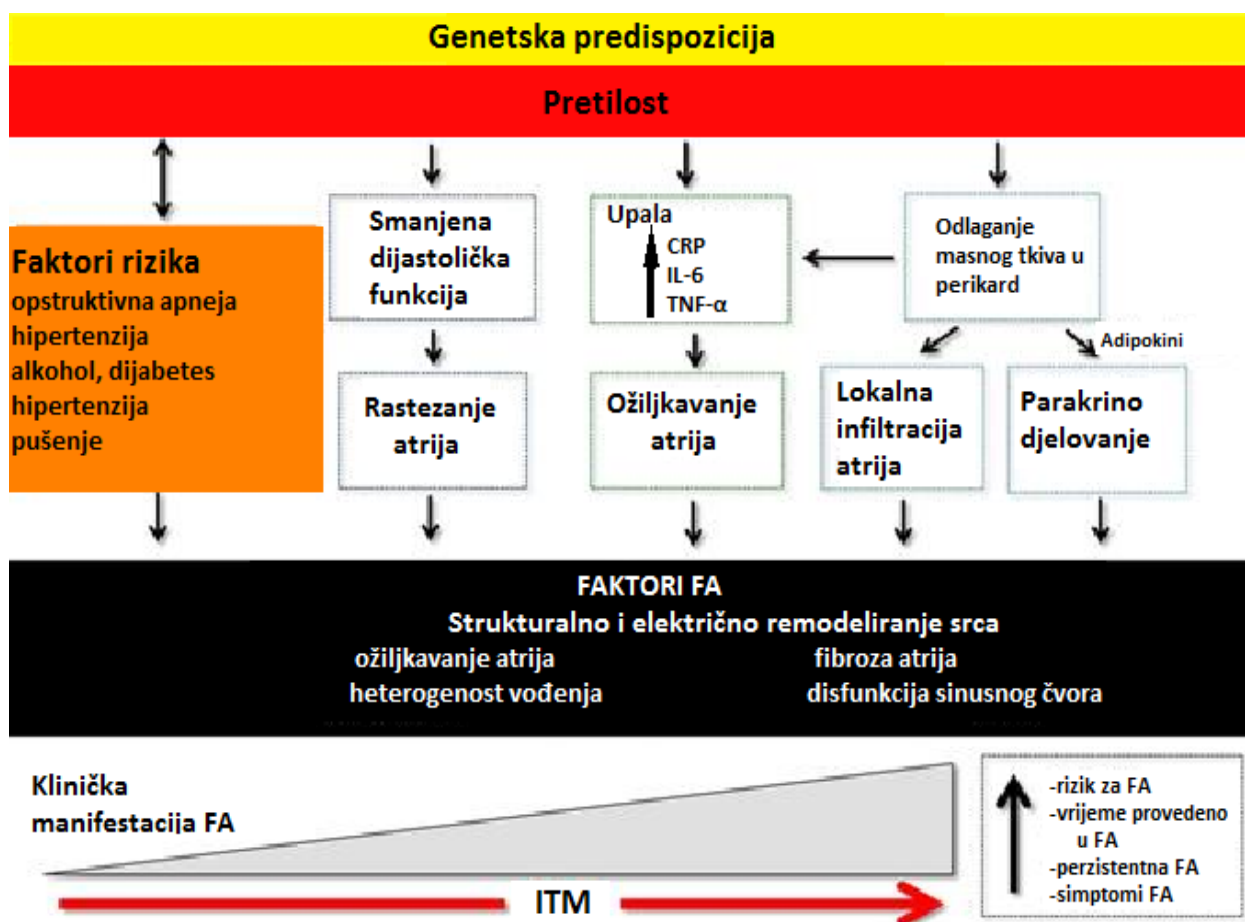 Genetska predispozicija
Pretilost
Faktori rizika
opstruktivna apneja
hipertenzija
alkohol, dijabetes
hipertenzija
pušenje
Smanjena
dijastolička
funkcija
Rastezanje
atrija
Upala
CRP
IL-6
TNF-α
Ožiljkavanje
atrija
Odlaganje
masnog tkiva u
perikard
Adipokini
Lokalna
infiltracija
atrija
Parakrino
djelovanje
FAKTORI FA
Strukturalno i električno remodeliranje srca
ožiljkavanje atrija
fibroza atrija
heterogenost vođenja
disfunkcija sinusnog čvora
Klinička
manifestacija FA
ITM
-rizik za FA
-vrijeme provedeno
u FA
-perzistentna FA
-simptomi FA